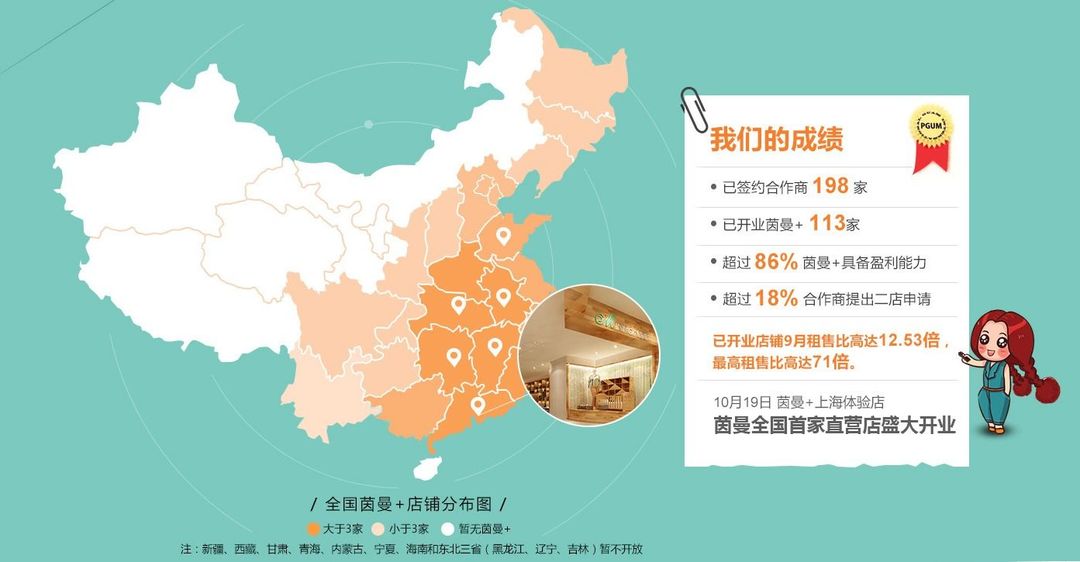 我们的成绩
PGUM
• 已签约合作商 198 家
• 已开业茵曼+ 113家
• 超过 86% 茵曼+具备盈利能力
• 超过 18% 合作商提出二店申请
已开业店铺9月租售比高达12.53倍，
最高租售比高达71倍。
10月19日 茵曼+上海体验店
茵曼全国首家直营店盛大开业
/ 全国茵曼+店铺分布图 /
大于3家 小于3家 暂无茵曼+
注：新疆、西藏、甘肃、青海、内蒙古、宁夏、海南和东北三省（黑龙江、辽宁、吉林）暂不开放